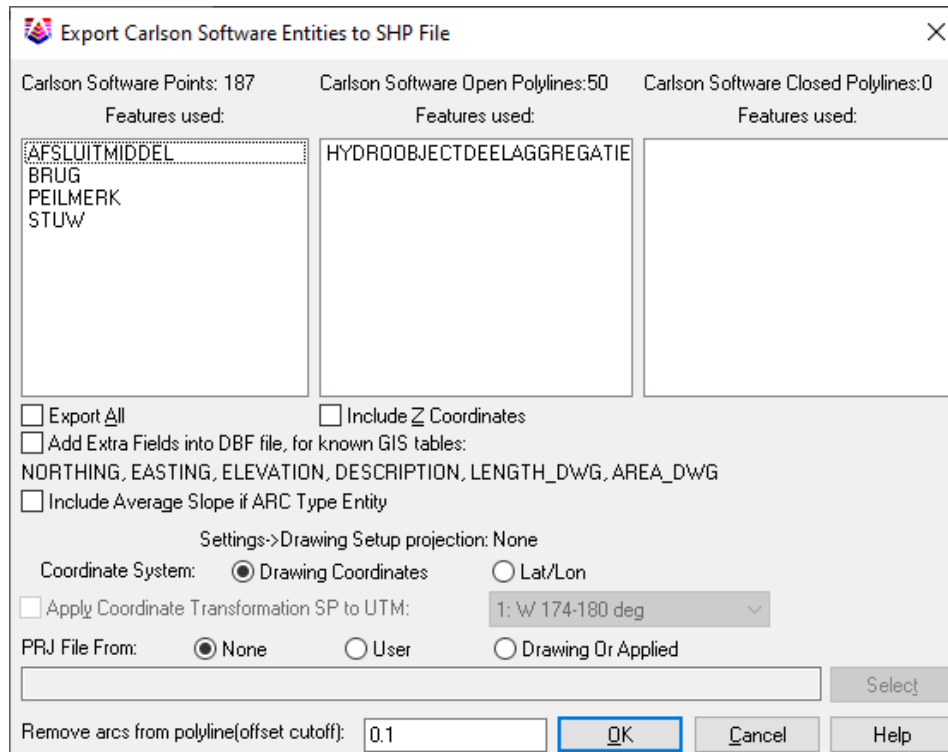 Export Carlson Software Entities to SHP File
Carlson Software Points: 187 Carlson Software Open Polylines:50 Carlson Software Closed Polylines:0
Features used: Features used: Features used:
AFSLUITMIDDEL HYDROOBJECTDEELAGGREGATIE
BRUG
PEILMERK
STUW
Export All Include Z Coordinates
Add Extra Fields into DBF file, for known GIS tables:
NORTHING, EASTING, ELEVATION, DESCRIPTION, LENGTH_DWG, AREA_DWG
Include Average Slope if ARC Type Entity
Settings->Drawing Setup projection: None
Coordinate System: Drawing Coordinates Lat/Lon
Apply Coordinate Transformation SP to UTM: 1: W 174-180 deg
PRJ File From: None User Drawing Or Applied
Select
Remove arcs from polyline(offset cutoff): 0.1 OK Cancel Help